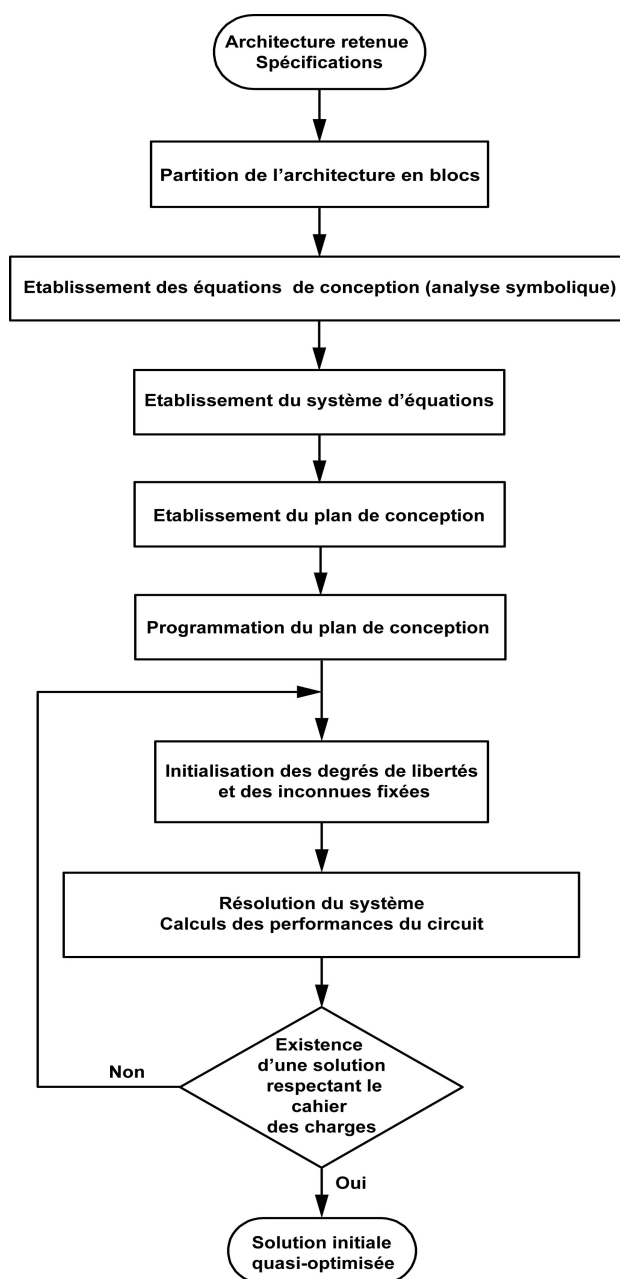 Architecture retenue
Spécifications
Partition de l'architecture en blocs
Etablissement des équations de conception (analyse symbolique)
Etablissement du système d'équations
Etablissement du plan de conception
Programmation du plan de conception
Initialisation des degrés de libertés
et des inconnues fixées
Résolution du système
Calculs des performances du circuit
Existence
d'une solution
respectant le
cahier
des charges
Non
Oui
Solution initiale
quasi-optimisée